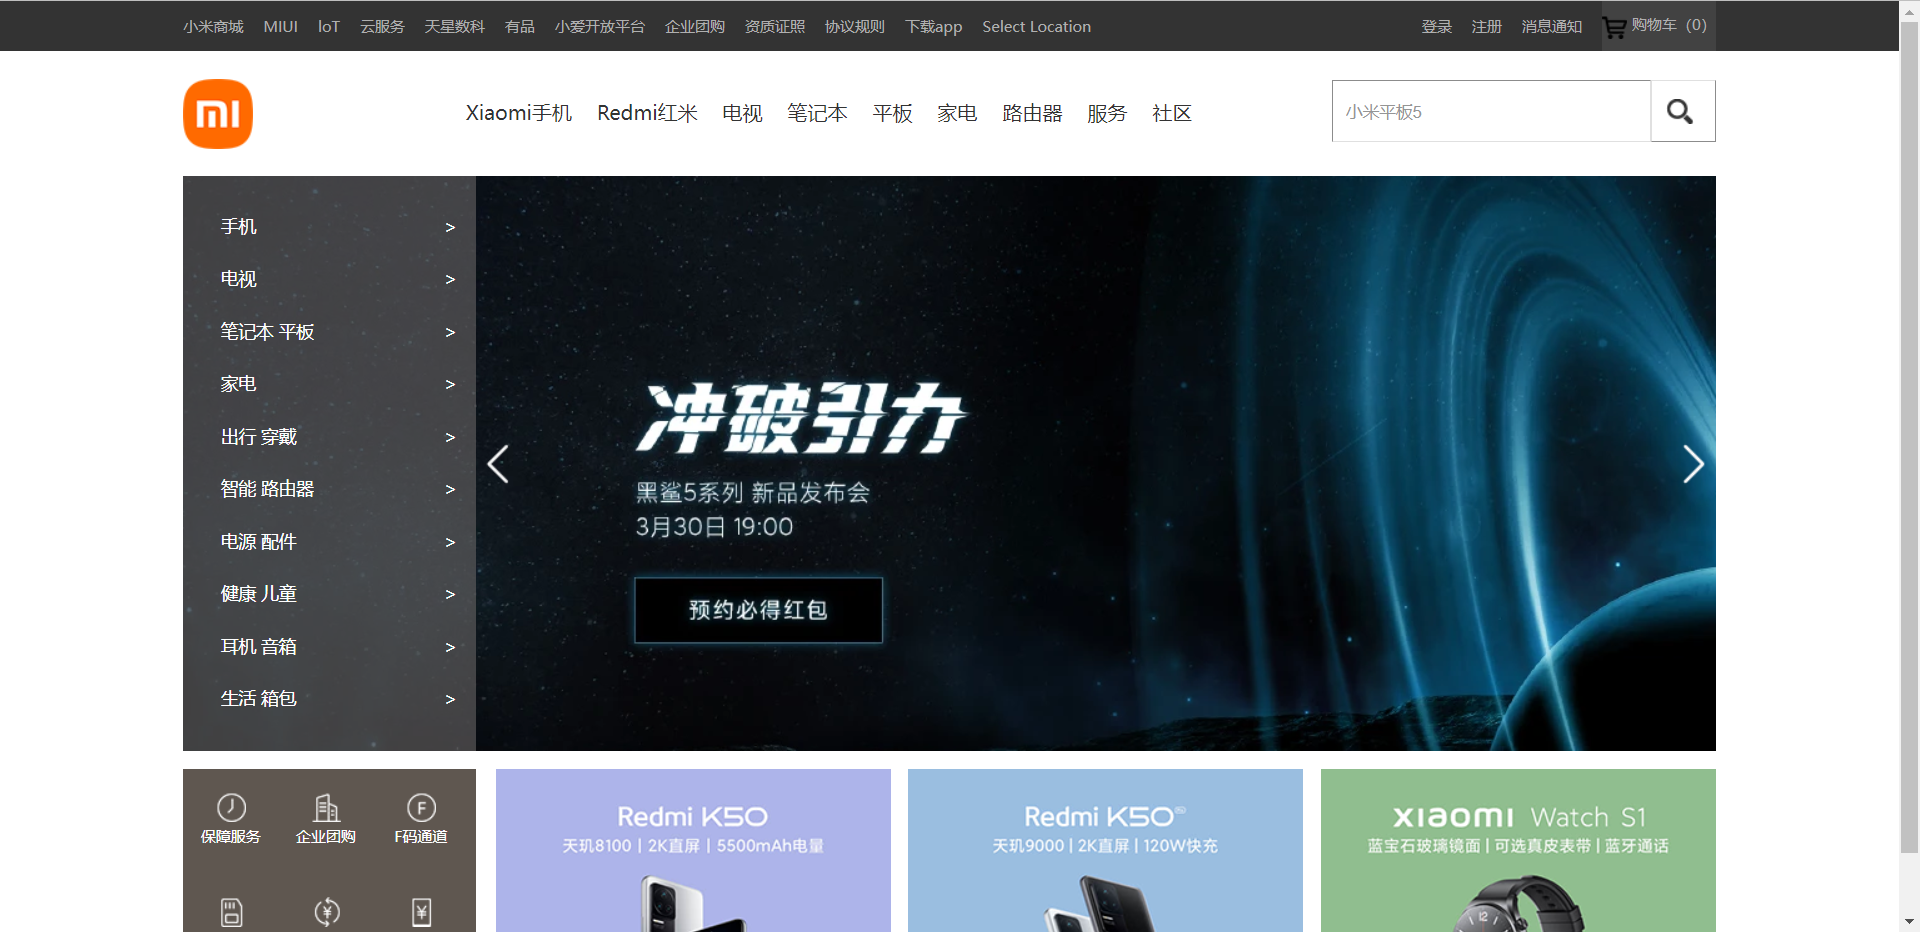 小米商城 MIUI loT 云服务 天星数科 有品 小爱开放平台 企业团购 资质证照 协议规则 下载app Select Location 登录 注册 消息通知 购物车（0）
mi
Xiaomi手机 Redmi红米 电视 笔记本 平板 家电 路由器 服务 社区
小米平板5
手机 >
电视 >
笔记本 平板 >
家电 >
出行 穿戴 >
智能 路由器 >
电源 配件 >
健康 儿童 >
耳机 音箱 >
生活 箱包 >
冲破引力
黑鲨5系列 新品发布会
3月30日 19:00
预约必得红包
保障服务 企业团购 F码通道
Redmi K50
天玑8100 | 2K直屏 | 5500mAh电量
Redmi K50
天玑9000 | 2K直屏 | 120W快充
xiaomi Watch S1
蓝宝石玻璃镜面 | 可选真皮表带 | 蓝牙通话
12